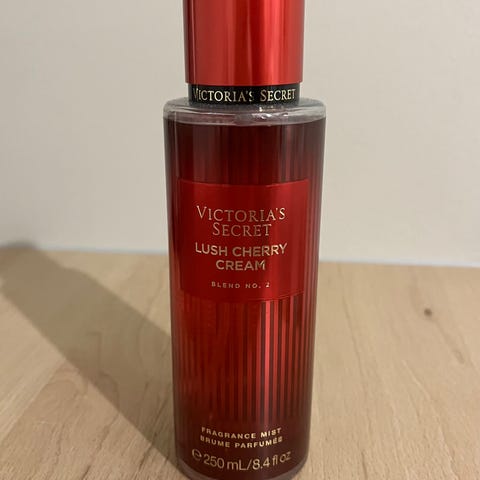 VICTORIA'S SECRET
VICTORIA'S
SECRET
LUSH CHERRY
CREAM
BLEND NO. 2
FRAGRANCE MIST
BRUME PARFUMÉE
℮ 250 mL/8.4 fl oz